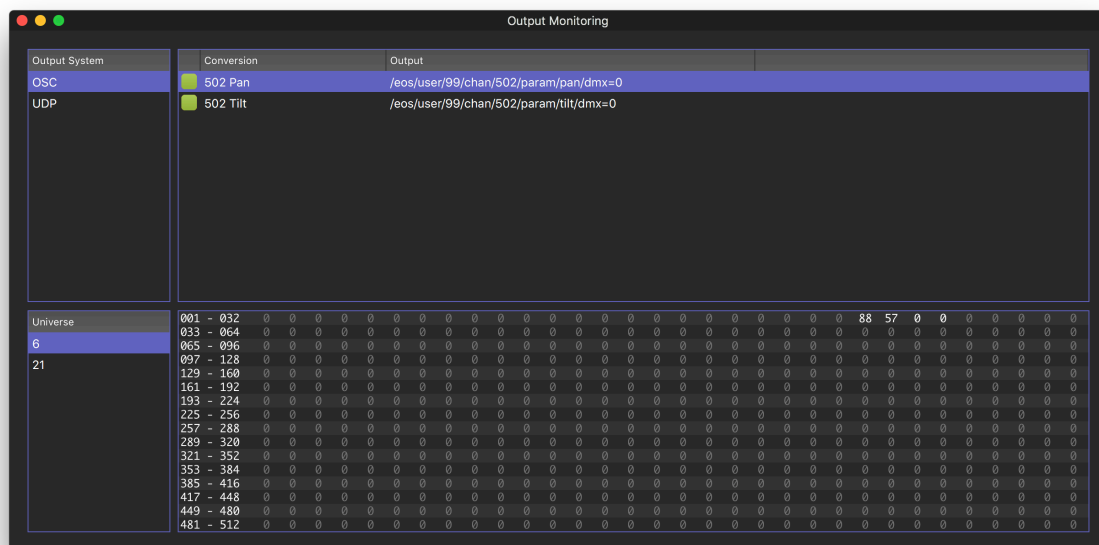 Output Monitoring
Output System
OSC
UDP
Conversion Output
502 Pan /eos/user/99/chan/502/param/pan/dmx=0
502 Tilt /eos/user/99/chan/502/param/tilt/dmx=0
Universe
6
21
001 - 032 0 0 0 0 0 0 0 0 0 0 0 0 0 0 0 0 0 0 0 0 0 0 0 88 57 0 0 0 0 0 0 0
033 - 064 0 0 0 0 0 0 0 0 0 0 0 0 0 0 0 0 0 0 0 0 0 0 0 0 0 0 0 0 0 0 0 0
065 - 096 0 0 0 0 0 0 0 0 0 0 0 0 0 0 0 0 0 0 0 0 0 0 0 0 0 0 0 0 0 0 0 0
097 - 128 0 0 0 0 0 0 0 0 0 0 0 0 0 0 0 0 0 0 0 0 0 0 0 0 0 0 0 0 0 0 0 0
129 - 160 0 0 0 0 0 0 0 0 0 0 0 0 0 0 0 0 0 0 0 0 0 0 0 0 0 0 0 0 0 0 0 0
161 - 192 0 0 0 0 0 0 0 0 0 0 0 0 0 0 0 0 0 0 0 0 0 0 0 0 0 0 0 0 0 0 0 0
193 - 224 0 0 0 0 0 0 0 0 0 0 0 0 0 0 0 0 0 0 0 0 0 0 0 0 0 0 0 0 0 0 0 0
225 - 256 0 0 0 0 0 0 0 0 0 0 0 0 0 0 0 0 0 0 0 0 0 0 0 0 0 0 0 0 0 0 0 0
257 - 288 0 0 0 0 0 0 0 0 0 0 0 0 0 0 0 0 0 0 0 0 0 0 0 0 0 0 0 0 0 0 0 0
289 - 320 0 0 0 0 0 0 0 0 0 0 0 0 0 0 0 0 0 0 0 0 0 0 0 0 0 0 0 0 0 0 0 0
321 - 352 0 0 0 0 0 0 0 0 0 0 0 0 0 0 0 0 0 0 0 0 0 0 0 0 0 0 0 0 0 0 0 0
353 - 384 0 0 0 0 0 0 0 0 0 0 0 0 0 0 0 0 0 0 0 0 0 0 0 0 0 0 0 0 0 0 0 0
385 - 416 0 0 0 0 0 0 0 0 0 0 0 0 0 0 0 0 0 0 0 0 0 0 0 0 0 0 0 0 0 0 0 0
417 - 448 0 0 0 0 0 0 0 0 0 0 0 0 0 0 0 0 0 0 0 0 0 0 0 0 0 0 0 0 0 0 0 0
449 - 480 0 0 0 0 0 0 0 0 0 0 0 0 0 0 0 0 0 0 0 0 0 0 0 0 0 0 0 0 0 0 0 0
481 - 512 0 0 0 0 0 0 0 0 0 0 0 0 0 0 0 0 0 0 0 0 0 0 0 0 0 0 0 0 0 0 0 0